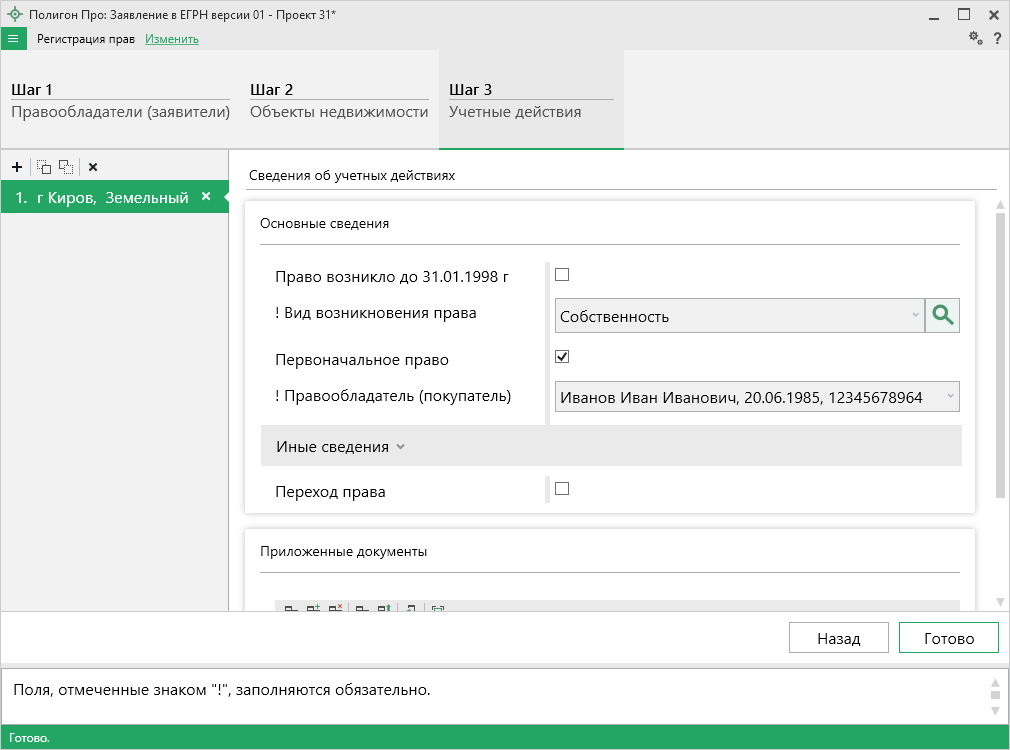 Полигон Про: Заявление в ЕГРН версии 01 - Проект 31*
Регистрация прав Изменить
?
Шаг 1
Правообладатели (заявители)
Шаг 2
Объекты недвижимости
Шаг 3
Учетные действия
1. г Киров, Земельный
Сведения об учетных действиях
Основные сведения
Право возникло до 31.01.1998 г
! Вид возникновения права
Собственность
Первоначальное право
! Правообладатель (покупатель)
Иванов Иван Иванович, 20.06.1985, 12345678964
Иные сведения
Переход права
Приложенные документы
Назад
Готово
Поля, отмеченные знаком "!", заполняются обязательно.
Готово.